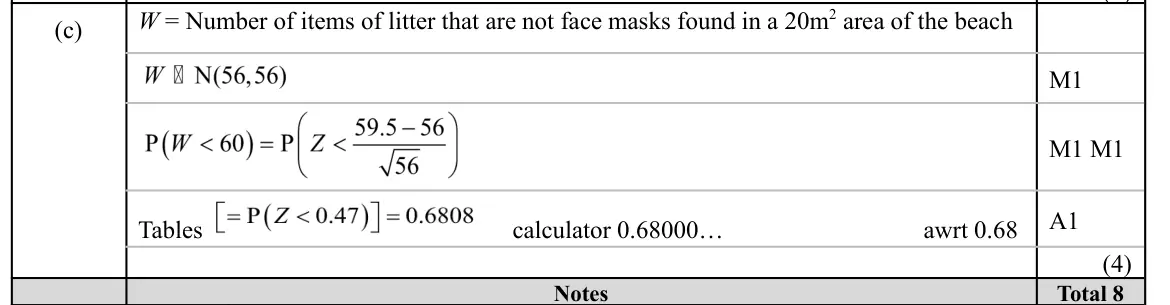 (c) W = Number of items of litter that are not face masks found in a 20m² area of the beach
W  N(56,56) M1
P(W < 60) = P(Z < (59.5 − 56)/√56) M1 M1
Tables [= P(Z < 0.47)] = 0.6808 calculator 0.68000… awrt 0.68 A1
(4)
Notes Total 8